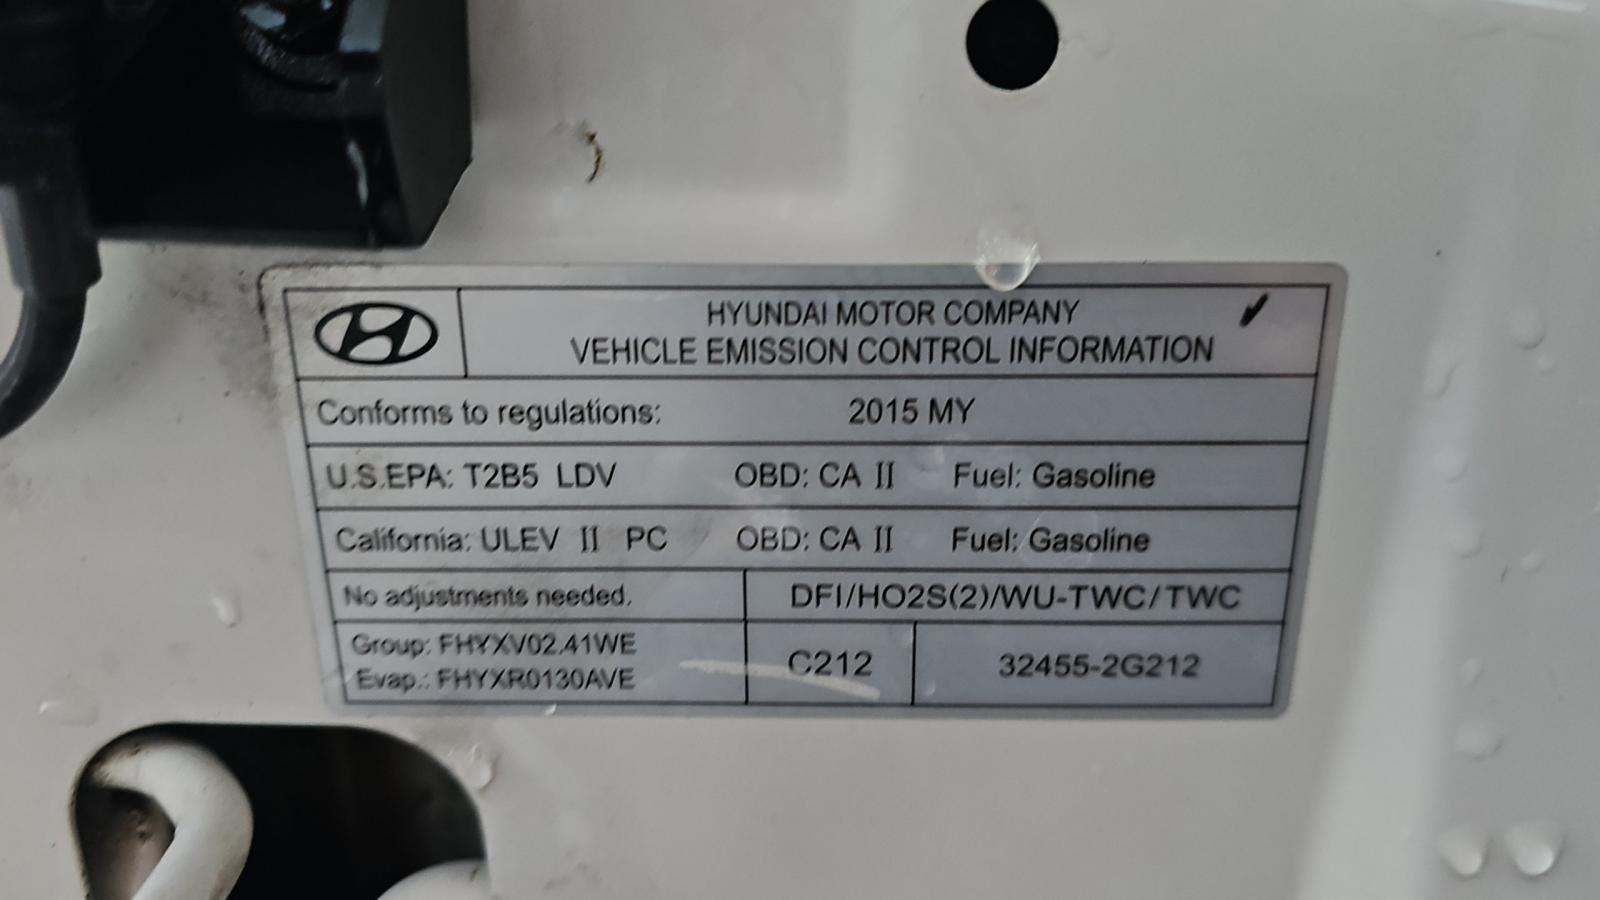 HYUNDAI MOTOR COMPANY
VEHICLE EMISSION CONTROL INFORMATION
Conforms to regulations: 2015 MY
U.S.EPA: T2B5 LDV OBD: CA II Fuel: Gasoline
California: ULEV II PC OBD: CA II Fuel: Gasoline
No adjustments needed. DFI/HO2S(2)/WU-TWC/TWC
Group: FHYXV02.41WE
Evap.: FHYXR0130AVE
C212 32455-2G212